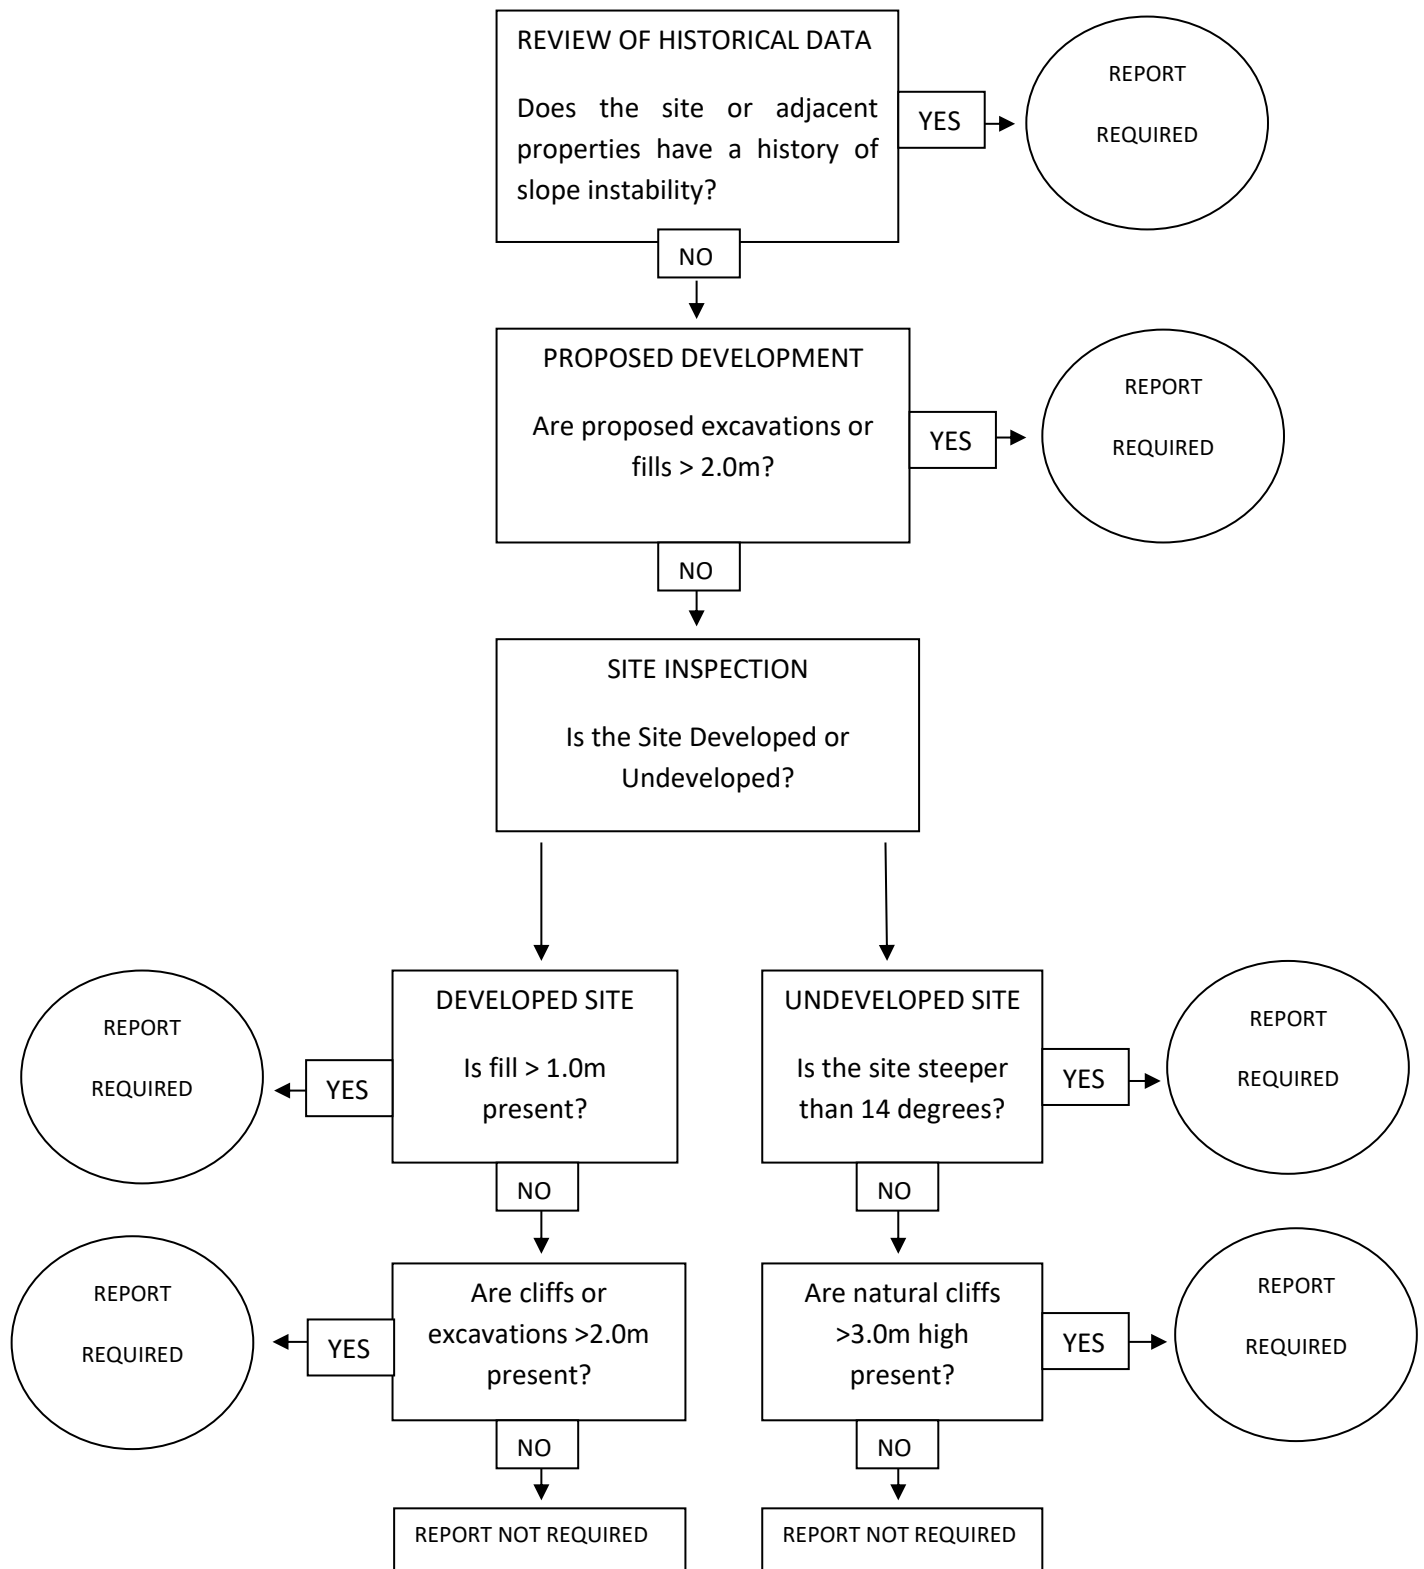 REVIEW OF HISTORICAL DATA
Does the site or adjacent
properties have a history of
slope instability?
YES
REPORT
REQUIRED
NO
PROPOSED DEVELOPMENT
Are proposed excavations or
fills > 2.0m?
YES
REPORT
REQUIRED
NO
SITE INSPECTION
Is the Site Developed or
Undeveloped?
REPORT
REQUIRED
YES
DEVELOPED SITE
Is fill > 1.0m
present?
NO
UNDEVELOPED SITE
Is the site steeper
than 14 degrees?
YES
REPORT
REQUIRED
NO
REPORT
REQUIRED
YES
Are cliffs or
excavations >2.0m
present?
NO
Are natural cliffs
>3.0m high
present?
YES
REPORT
REQUIRED
NO
REPORT NOT REQUIRED
REPORT NOT REQUIRED